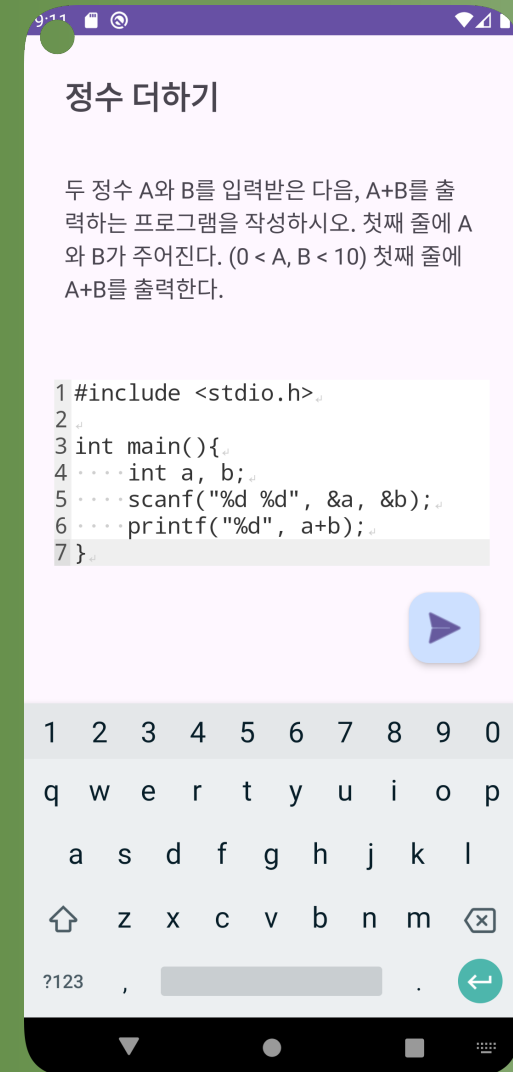 9:11
정수 더하기
두 정수 A와 B를 입력받은 다음, A+B를 출
력하는 프로그램을 작성하시오. 첫째 줄에 A
와 B가 주어진다. (0 < A, B < 10) 첫째 줄에
A+B를 출력한다.
1 #include <stdio.h>
2
3 int main(){
4     int a, b;
5     scanf("%d %d", &a, &b);
6     printf("%d", a+b);
7 }
1 2 3 4 5 6 7 8 9 0
q w e r t y u i o p
a s d f g h j k l
z x c v b n m
?123 , .